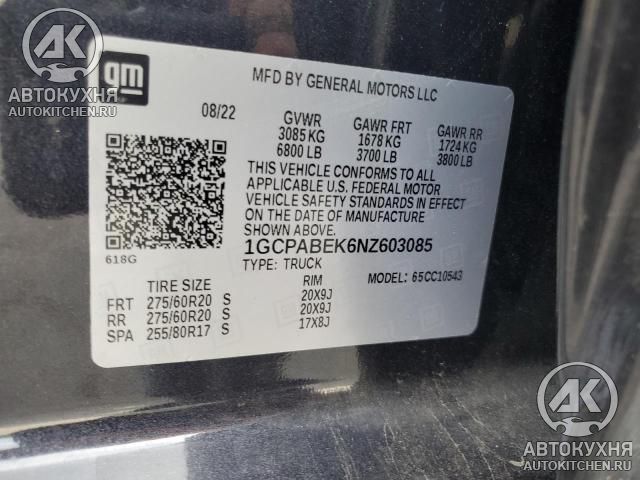 AK
АВТОКУХНЯ
AUTOKITCHEN.RU
gm
MFD BY GENERAL MOTORS LLC
08/22 GVWR GAWR FRT GAWR RR
3085 KG 1678 KG 1724 KG
6800 LB 3700 LB 3800 LB
THIS VEHICLE CONFORMS TO ALL
APPLICABLE U.S. FEDERAL MOTOR
VEHICLE SAFETY STANDARDS IN EFFECT
ON THE DATE OF MANUFACTURE
SHOWN ABOVE.
1GCPABEK6NZ603085
618G TYPE: TRUCK 65CC10543
TIRE SIZE RIM
FRT 275/60R20 S 20X9J
RR 275/60R20 S 20X9J
SPA 255/80R17 S 17X8J
AK
АВТОКУХНЯ
AUTOKITCHEN.RU